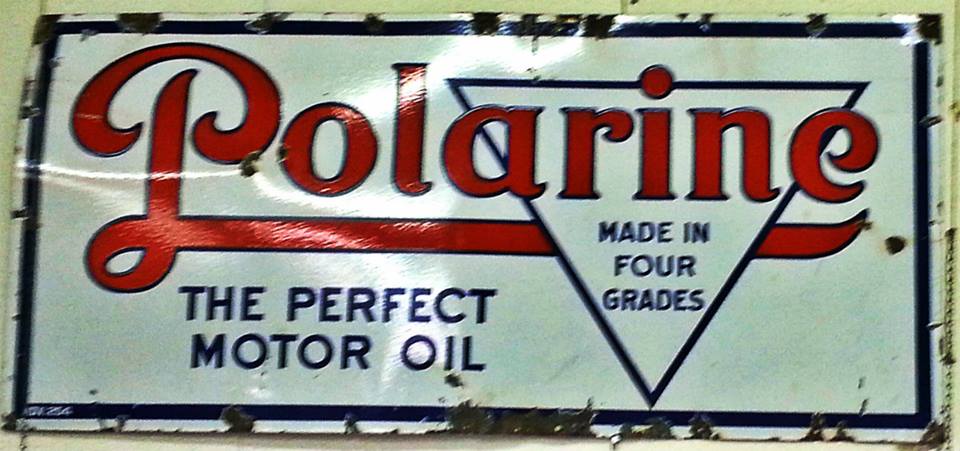 Polarine
MADE IN
FOUR
GRADES
THE PERFECT
MOTOR OIL